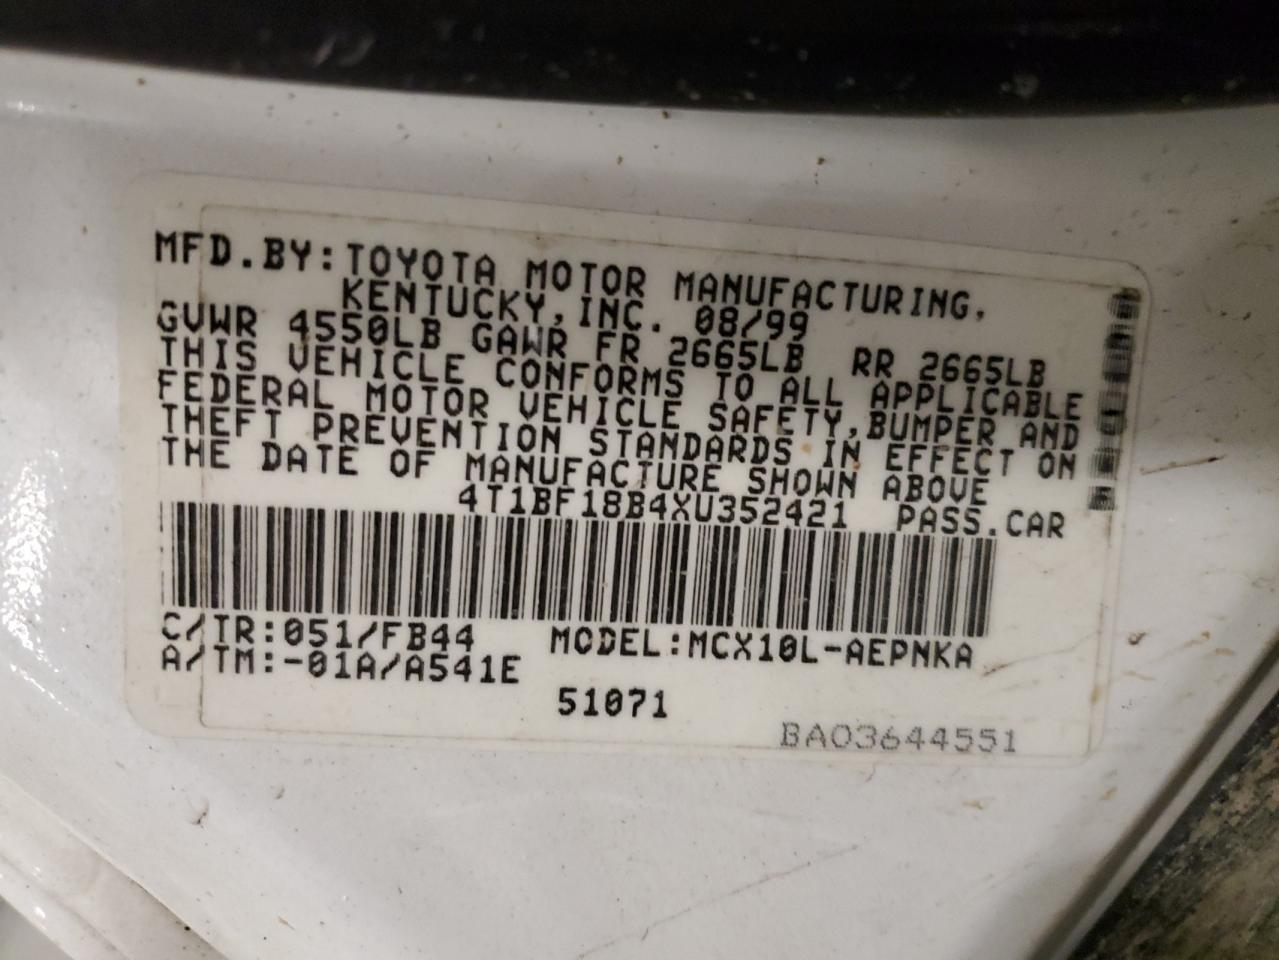 MFD.BY:TOYOTA MOTOR MANUFACTURING,
KENTUCKY,INC. 08/99
GVWR 4550LB GAWR FR 2665LB RR 2665LB
THIS VEHICLE CONFORMS TO ALL APPLICABLE
FEDERAL MOTOR VEHICLE SAFETY,BUMPER AND
THEFT PREVENTION STANDARDS IN EFFECT ON
THE DATE OF MANUFACTURE SHOWN ABOVE
4T1BF18B4XU352421 PASS.CAR
C/TR:051/FB44 MODEL:MCX10L-AEPNKA
A/TM:-01A/A541E
51071
BA03644551